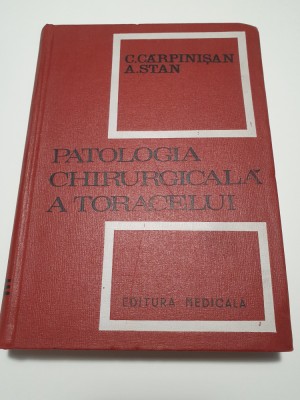 C.CARPINIŞAN
A.STAN
PATOLOGIA
CHIRURGICALĂ
A TORACELUI
EDITURA MEDICALA